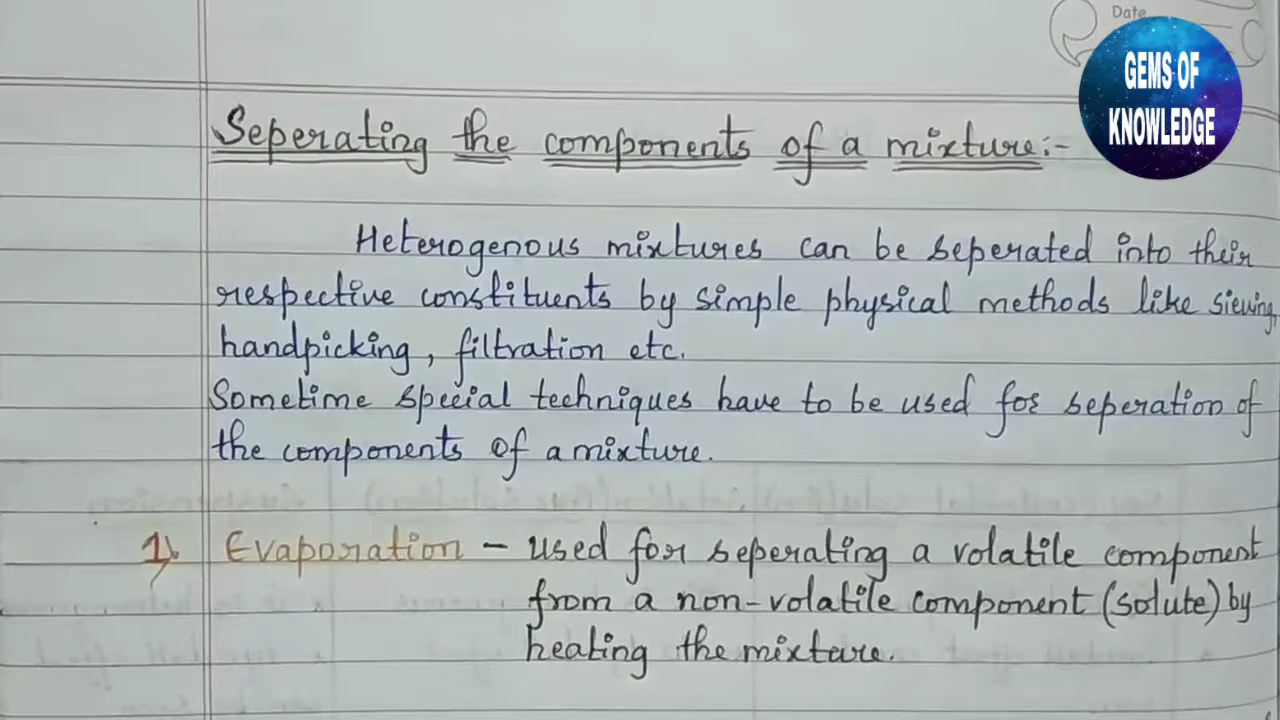 Date
GEMS OF
KNOWLEDGE
Seperating the components of a mixture:-
Heterogenous mixtures can be seperated into their
respective constituents by simple physical methods like sieving,
handpicking, filtration etc.
Sometime special techniques have to be used for seperation of
the components of a mixture.
1) Evaporation - used for seperating a volatile component
from a non-volatile component (solute) by
heating the mixture.